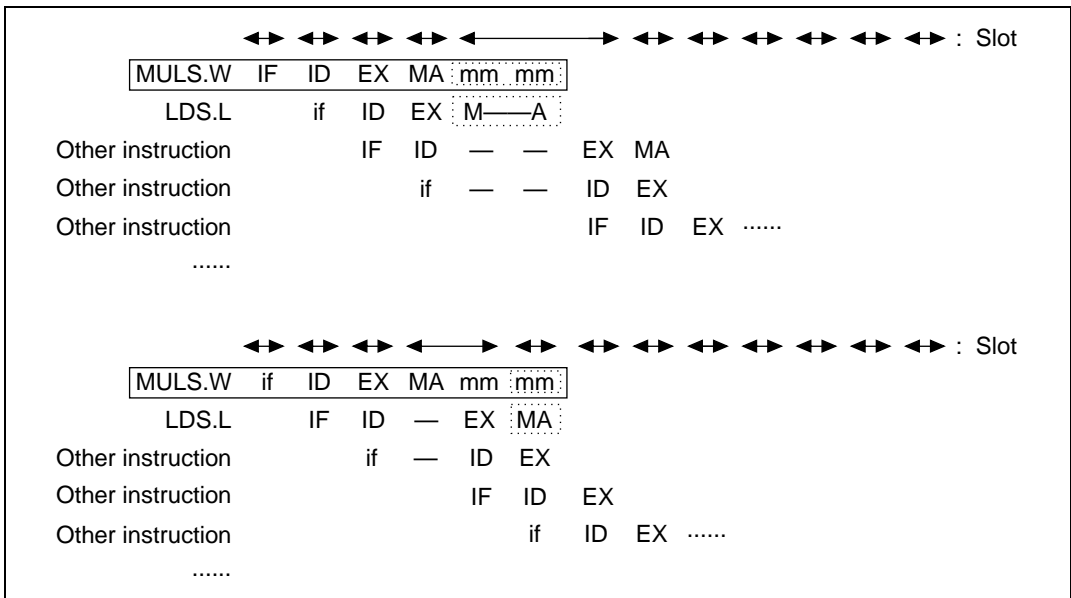 : Slot
MULS.W IF ID EX MA mm mm
LDS.L if ID EX M——A
Other instruction IF ID — — EX MA
Other instruction if — — ID EX
Other instruction IF ID EX ······
······
: Slot
MULS.W if ID EX MA mm mm
LDS.L IF ID — EX MA
Other instruction if — ID EX
Other instruction IF ID EX
Other instruction if ID EX ······
······